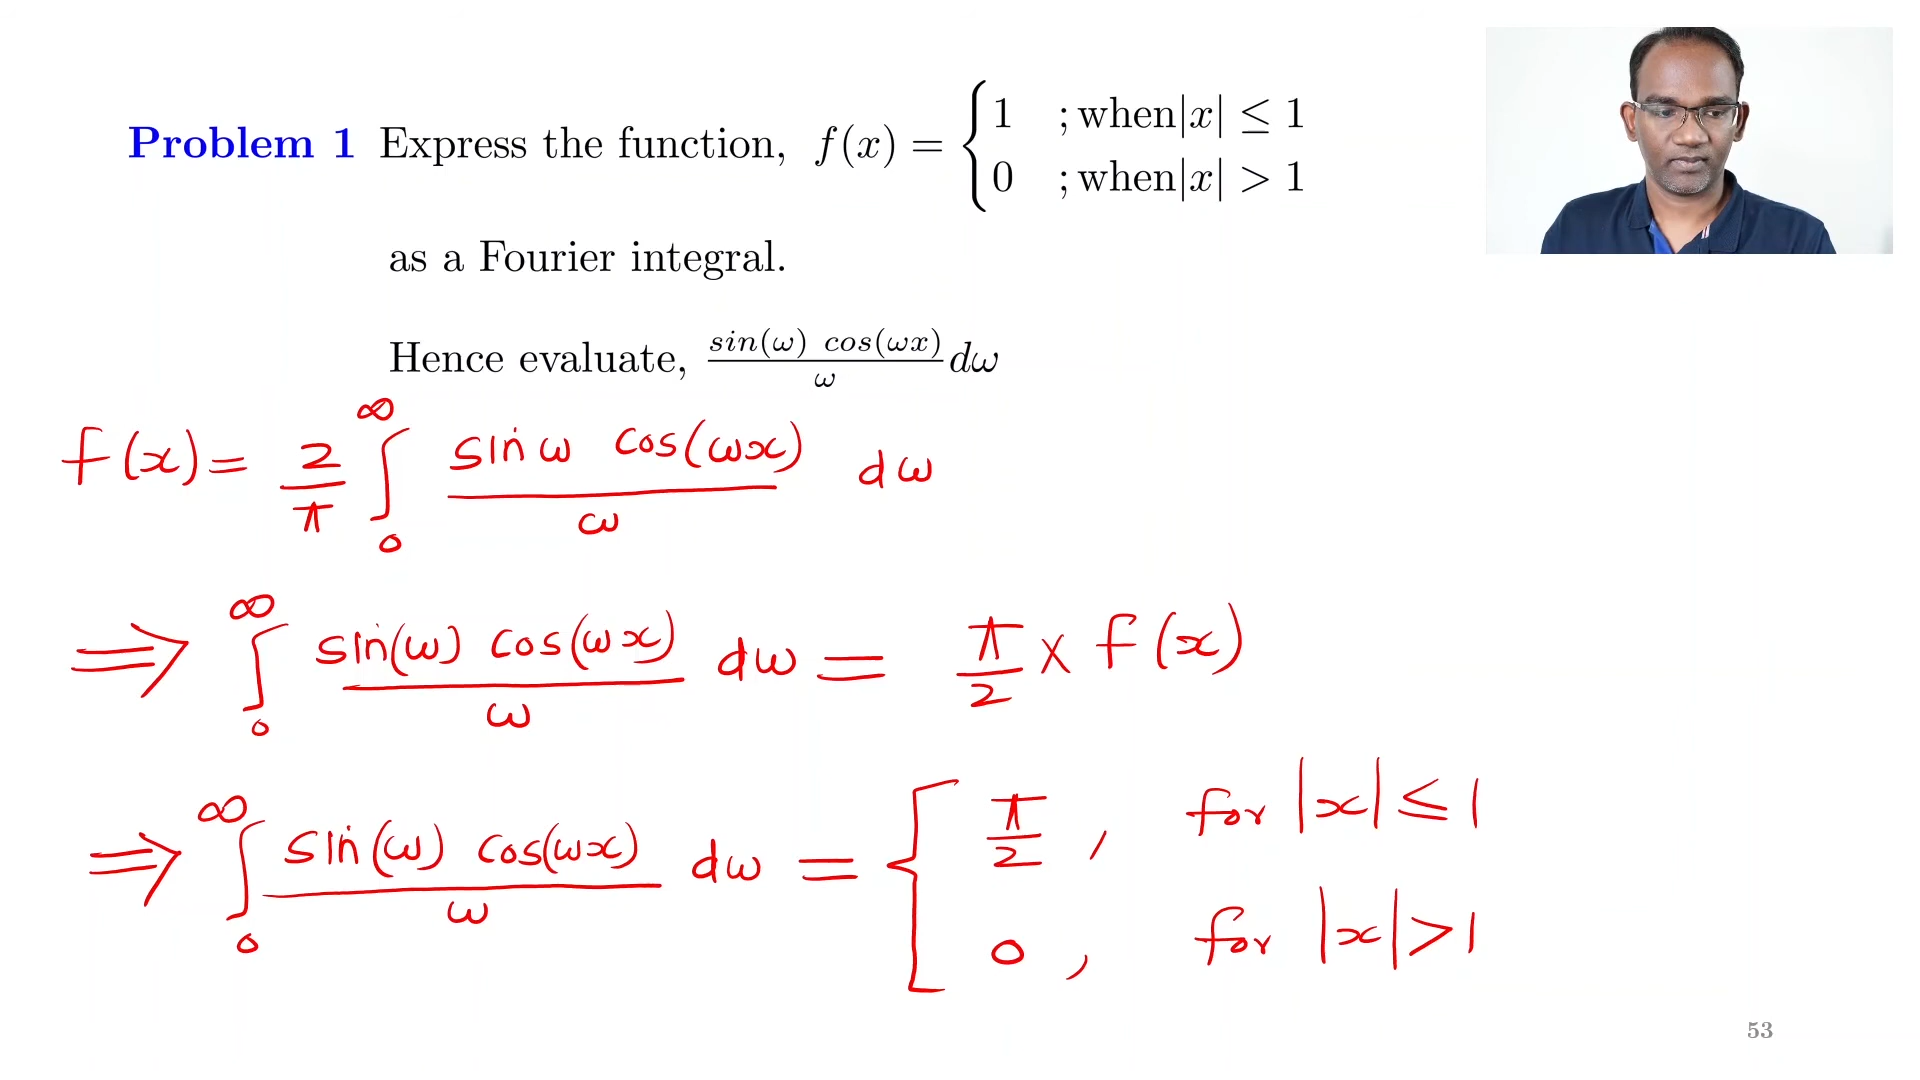 Problem 1 Express the function, f(x) = { 1 ; when|x| ≤ 1
0 ; when|x| > 1
as a Fourier integral.
Hence evaluate, sin(ω) cos(ωx)/ω dω
f(x) = 2/π ∫₀^∞ sin ω cos(ωx)/ω dω
⟹ ∫₀^∞ sin(ω) cos(ωx)/ω dω = π/2 × f(x)
⟹ ∫₀^∞ sin(ω) cos(ωx)/ω dω = { π/2 , for |x| ≤ 1
0 , for |x| > 1
53